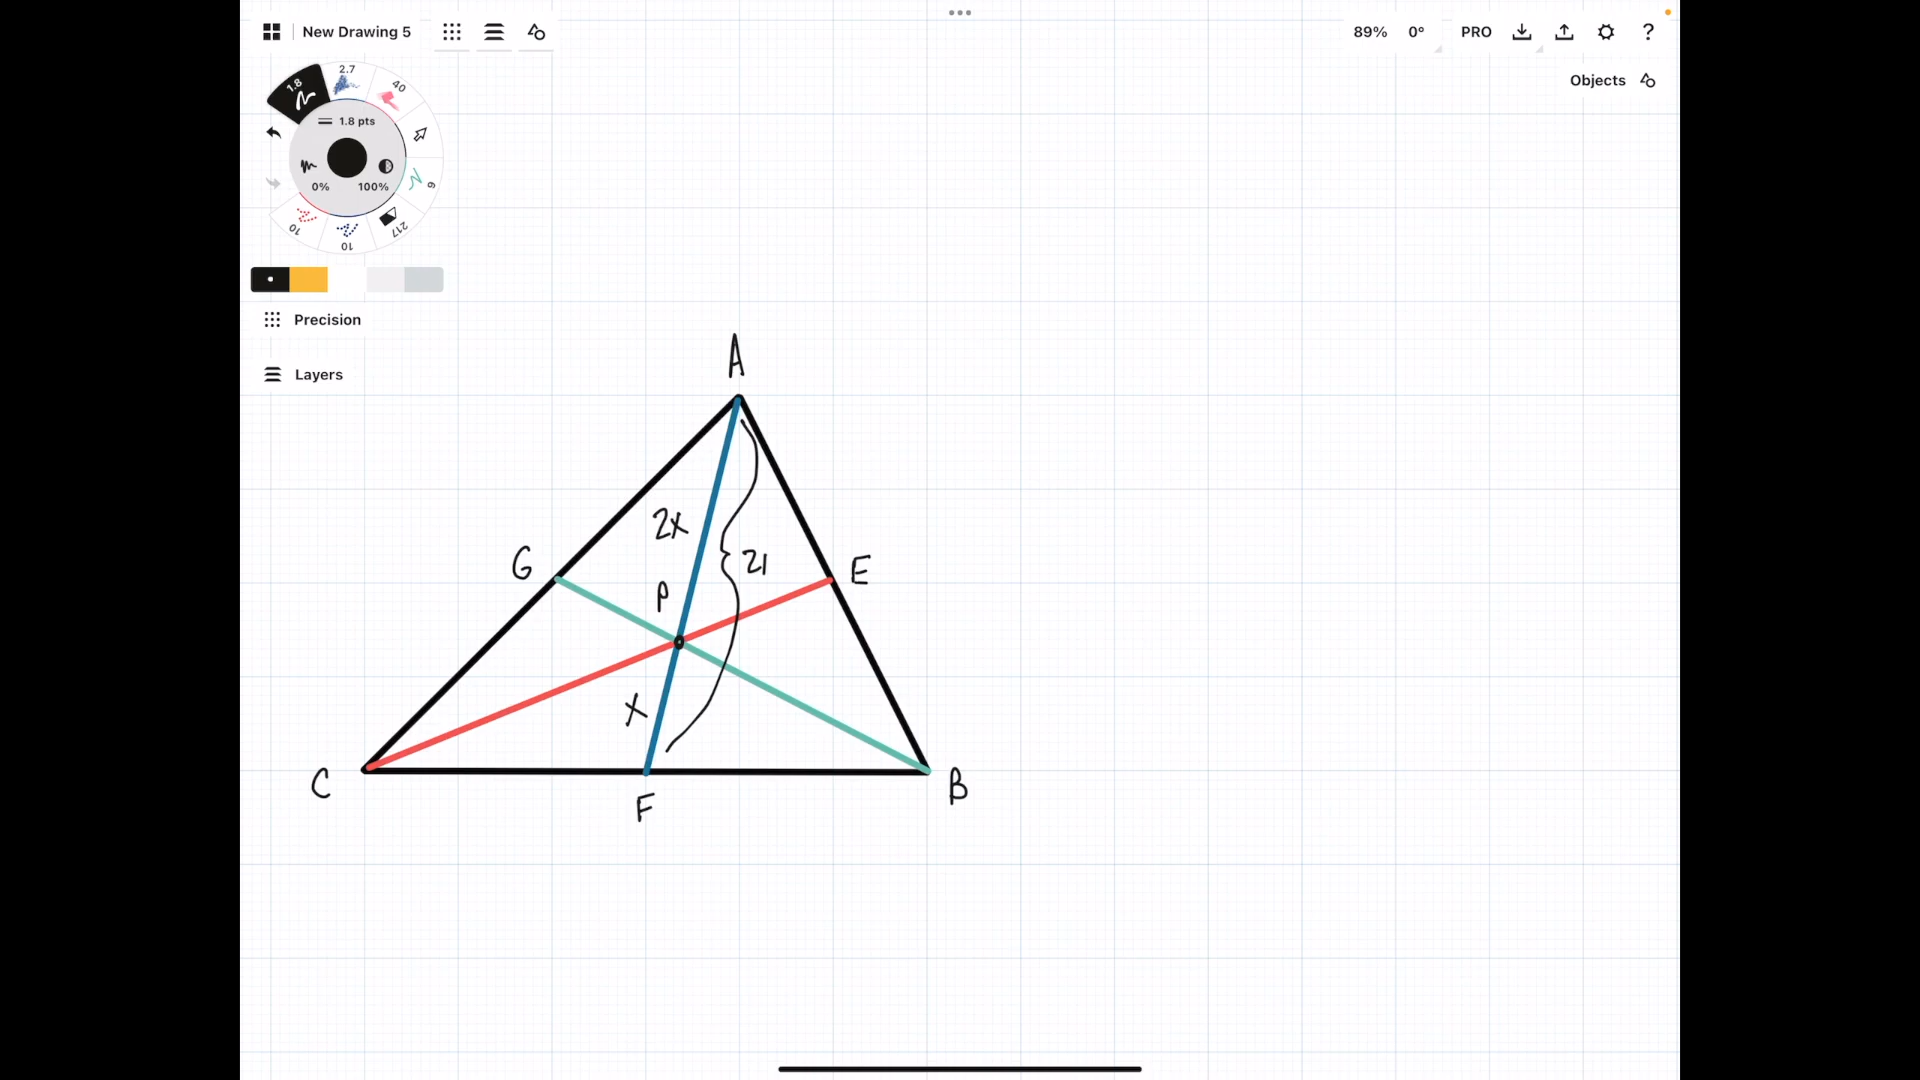 New Drawing 5
89% 0° PRO ?
Objects
1.8
2.7
40
1.8 pts
0% 100%
6
10
10
217
Precision
Layers
A
2x
G
21
E
P
x
C
B
F